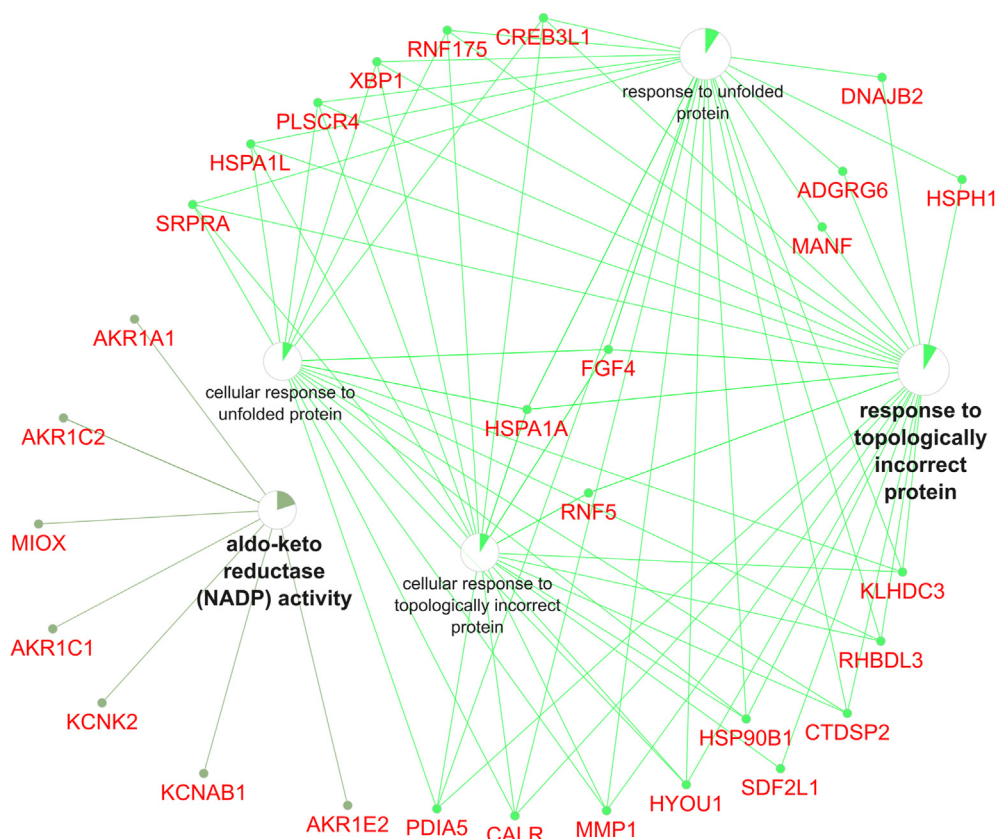 CREB3L1
RNF175
XBP1
response to unfolded
protein
DNAJB2
PLSCR4
HSPA1L
ADGRG6
HSPH1
SRPRA
MANF
AKR1A1
FGF4
cellular response to
unfolded protein
response to
topologically
incorrect
protein
AKR1C2
HSPA1A
RNF5
MIOX
aldo-keto
reductase
(NADP) activity
cellular response to
topologically incorrect
protein
KLHDC3
AKR1C1
RHBDL3
KCNK2
CTDSP2
HSP90B1
SDF2L1
KCNAB1
HYOU1
AKR1E2
PDIA5
CALR
MMP1